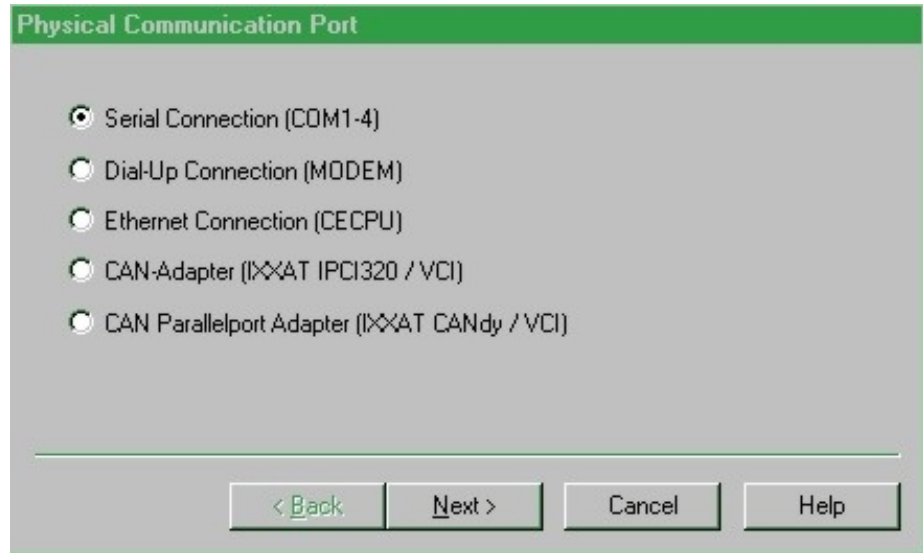 Physical Communication Port
Serial Connection (COM1-4)
Dial-Up Connection (MODEM)
Ethernet Connection (CECPU)
CAN-Adapter (IXXAT IPCI320 / VCI)
CAN Parallelport Adapter (IXXAT CANdy / VCI)
< Back Next > Cancel Help